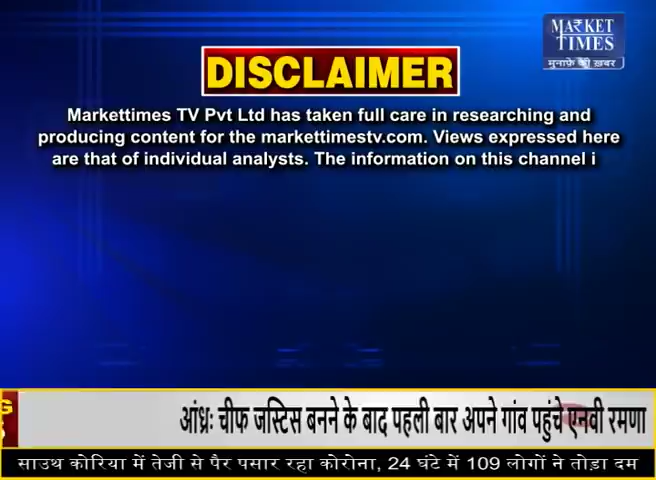 MARKET
TIMES
मुनाफ़े की ख़बर
DISCLAIMER
Markettimes TV Pvt Ltd has taken full care in researching and
producing content for the markettimestv.com. Views expressed here
are that of individual analysts. The information on this channel i
G
आंध्र: चीफ जस्टिस बनने के बाद पहली बार अपने गांव पहुंचे एनवी रमणा
साउथ कोरिया में तेजी से पैर पसार रहा कोरोना, 24 घंटे में 109 लोगों ने तोड़ा दम